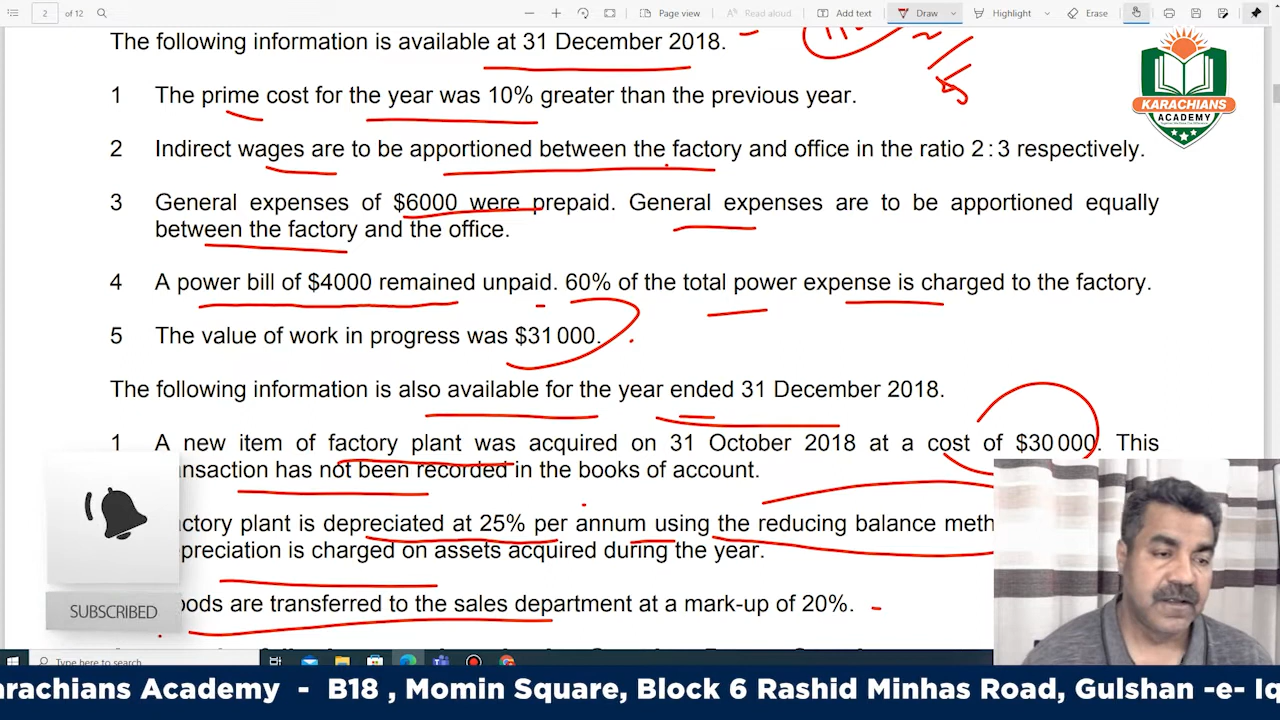 2 of 12 Page view Read aloud Add text Draw Highlight Erase
The following information is available at 31 December 2018.
1 The prime cost for the year was 10% greater than the previous year.
2 Indirect wages are to be apportioned between the factory and office in the ratio 2 : 3 respectively.
3 General expenses of $6000 were prepaid. General expenses are to be apportioned equally
between the factory and the office.
4 A power bill of $4000 remained unpaid. 60% of the total power expense is charged to the factory.
5 The value of work in progress was $31 000.
The following information is also available for the year ended 31 December 2018.
1 A new item of factory plant was acquired on 31 October 2018 at a cost of $30 000. This
ransaction has not been recorded in the books of account.
ctory plant is depreciated at 25% per annum using the reducing balance meth
preciation is charged on assets acquired during the year.
oods are transferred to the sales department at a mark-up of 20%.
KARACHIANS
ACADEMY
SUBSCRIBED
Type here to search
arachians Academy - B18 , Momin Square, Block 6 Rashid Minhas Road, Gulshan -e- Iq